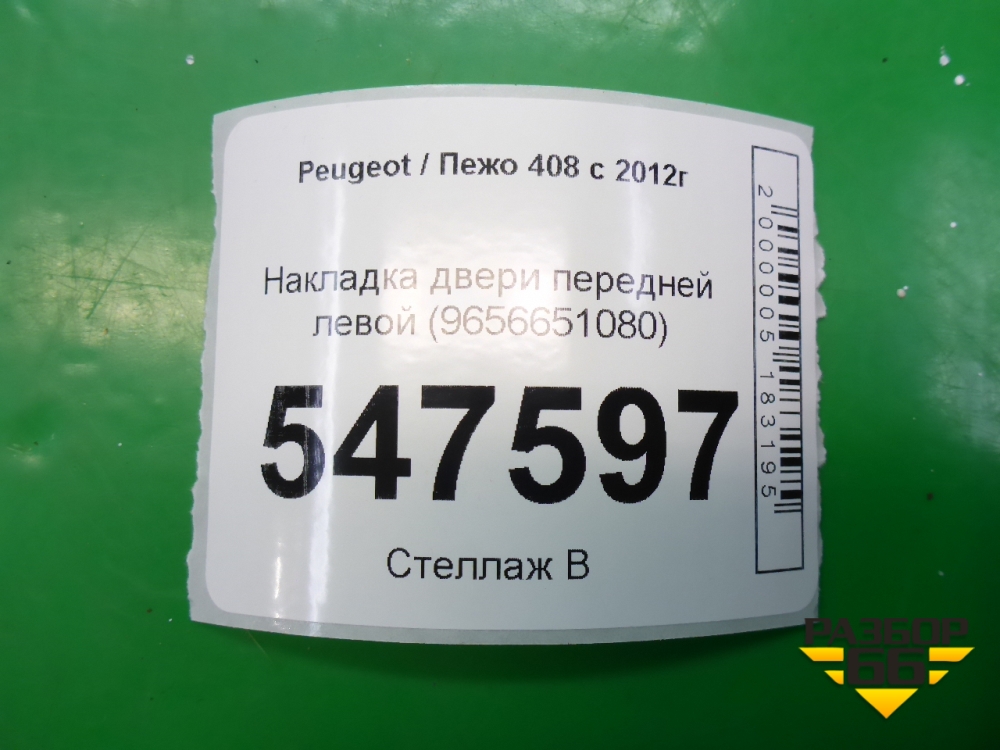 Peugeot / Пежо 408 с 2012г
Накладка двери передней
левой (9656651080)
547597
Стеллаж В
2000005183195
РАЗБОР
66